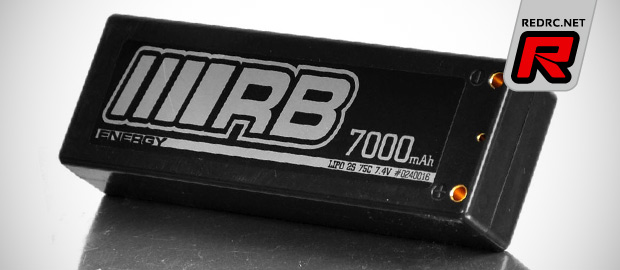 REDRC.NET
R
RB
ENERGY
7000mAh
LIPO 2S 75C 7.4V #0240016